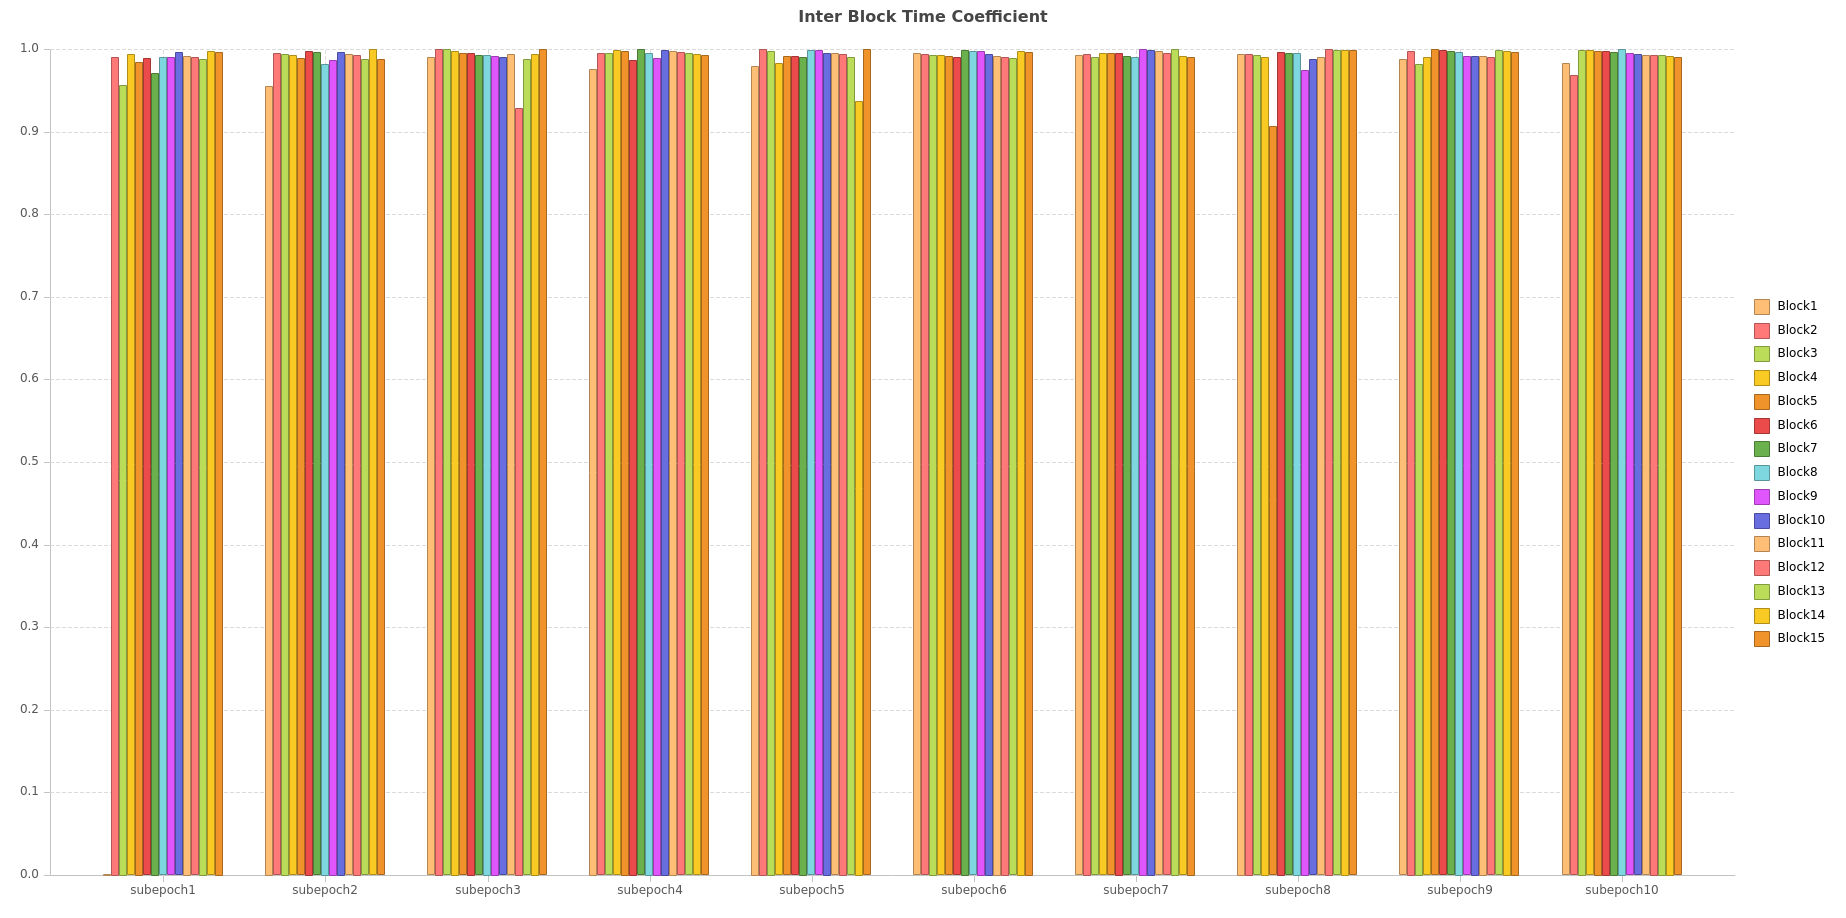 Inter Block Time Coefficient
1.0
0.9
0.8
0.7
0.6
0.5
0.4
0.3
0.2
0.1
0.0
subepoch1 subepoch2 subepoch3 subepoch4 subepoch5 subepoch6 subepoch7 subepoch8 subepoch9 subepoch10
Block1
Block2
Block3
Block4
Block5
Block6
Block7
Block8
Block9
Block10
Block11
Block12
Block13
Block14
Block15